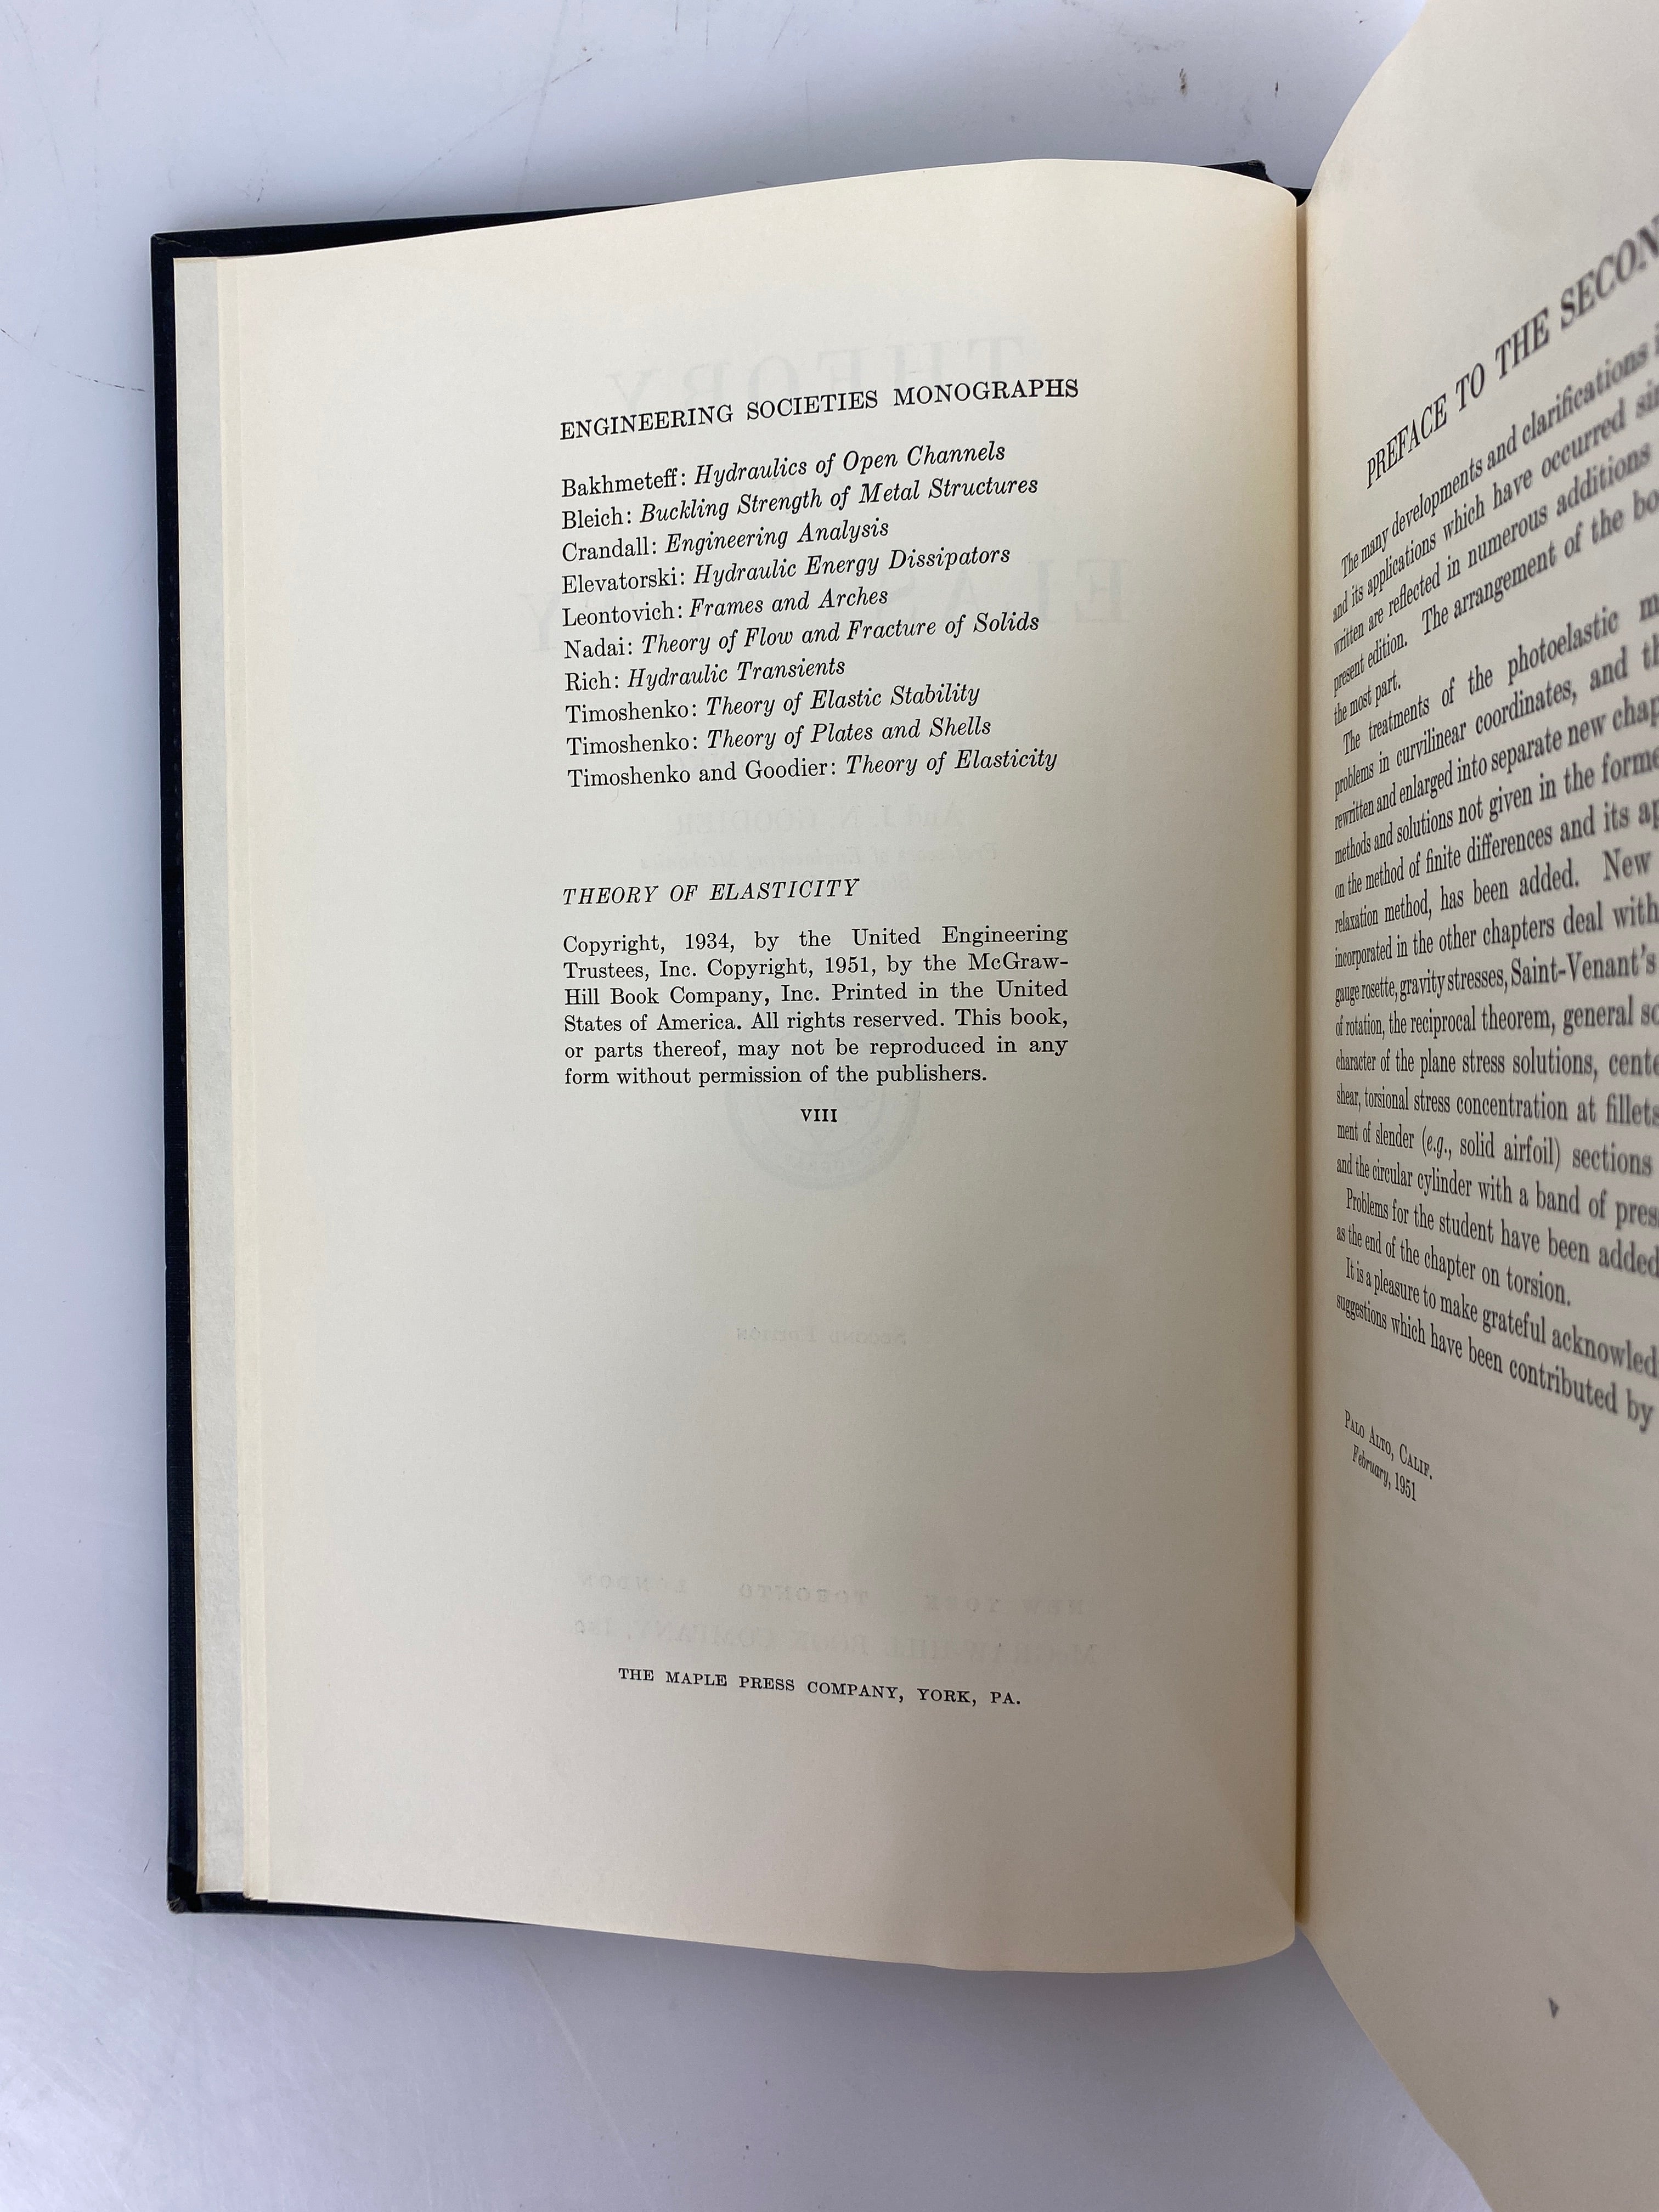 ENGINEERING SOCIETIES MONOGRAPHS
Bakhmeteff: Hydraulics of Open Channels
Bleich: Buckling Strength of Metal Structures
Crandall: Engineering Analysis
Elevatorski: Hydraulic Energy Dissipators
Leontovich: Frames and Arches
Nadai: Theory of Flow and Fracture of Solids
Rich: Hydraulic Transients
Timoshenko: Theory of Elastic Stability
Timoshenko: Theory of Plates and Shells
Timoshenko and Goodier: Theory of Elasticity
THEORY OF ELASTICITY
Copyright, 1934, by the United Engineering
Trustees, Inc. Copyright, 1951, by the McGraw-
Hill Book Company, Inc. Printed in the United
States of America. All rights reserved. This book,
or parts thereof, may not be reproduced in any
form without permission of the publishers.
VIII
THE MAPLE PRESS COMPANY, YORK, PA.
PREFACE TO THE SECON
The many developments and clarifications
and its applications which have occurred
written are reflected in numerous additions
present edition. The arrangement of the
the most part.
The treatments of the photoelastic
problems in curvilinear coordinates, and
rewritten and enlarged into separate new
methods and solutions not given in the
on the method of finite differences and its
relaxation method, has been added. New
incorporated in the other chapters deal with
gauge rosette, gravity stresses, Saint-Venant's
of rotation, the reciprocal theorem, general
character of the plane stress solutions,
shear, torsional stress concentration at fillets
ment of slender (e.g., solid airfoil) sections
and the circular cylinder with a band of
Problems for the student have been added
as the end of the chapter on torsion.
It is a pleasure to make grateful
suggestions which have been contributed by
PALO ALTO, CALIF.
February, 1951